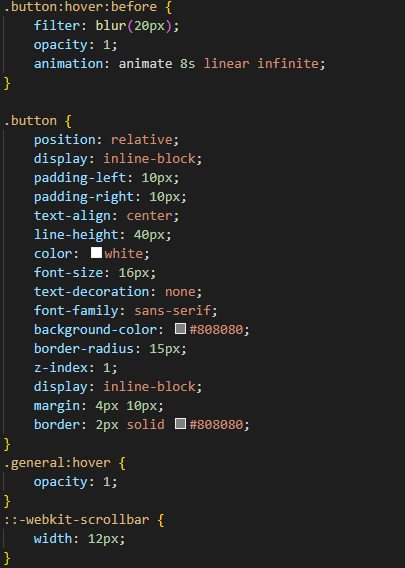 .button:hover:before {
    filter: blur(20px);
    opacity: 1;
    animation: animate 8s linear infinite;
}

.button {
    position: relative;
    display: inline-block;
    padding-left: 10px;
    padding-right: 10px;
    text-align: center;
    line-height: 40px;
    color: white;
    font-size: 16px;
    text-decoration: none;
    font-family: sans-serif;
    background-color: #808080;
    border-radius: 15px;
    z-index: 1;
    display: inline-block;
    margin: 4px 10px;
    border: 2px solid #808080;
}
.general:hover {
    opacity: 1;
}
::-webkit-scrollbar {
    width: 12px;
}